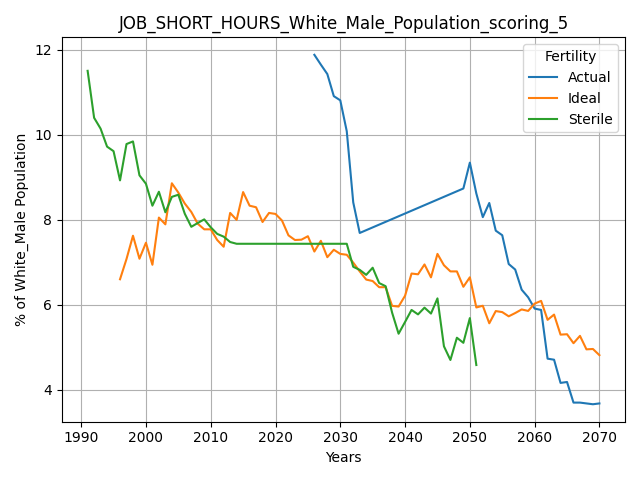 JOB_SHORT_HOURS_White_Male_Population_scoring_5
Fertility
Actual
Ideal
Sterile
% of White_Male Population
12
10
8
6
4
1990 2000 2010 2020 2030 2040 2050 2060 2070
Years